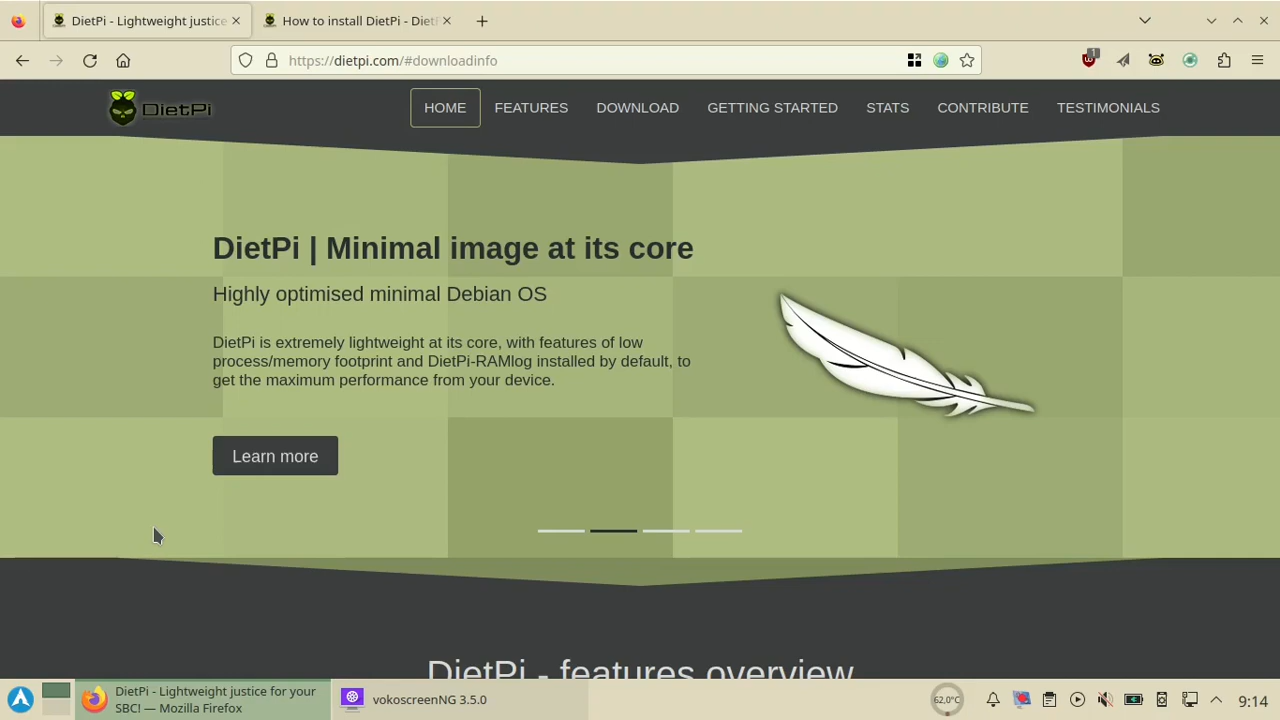 DietPi - Lightweight justice
How to install DietPi - Diet
https://dietpi.com/#downloadinfo
1
DietPi
HOME
FEATURES
DOWNLOAD
GETTING STARTED
STATS
CONTRIBUTE
TESTIMONIALS
DietPi | Minimal image at its core
Highly optimised minimal Debian OS
DietPi is extremely lightweight at its core, with features of low
process/memory footprint and DietPi-RAMlog installed by default, to
get the maximum performance from your device.
Learn more
DietPi - features overview
DietPi - Lightweight justice for your
SBC! — Mozilla Firefox
vokoscreenNG 3.5.0
62,0°C
9:14